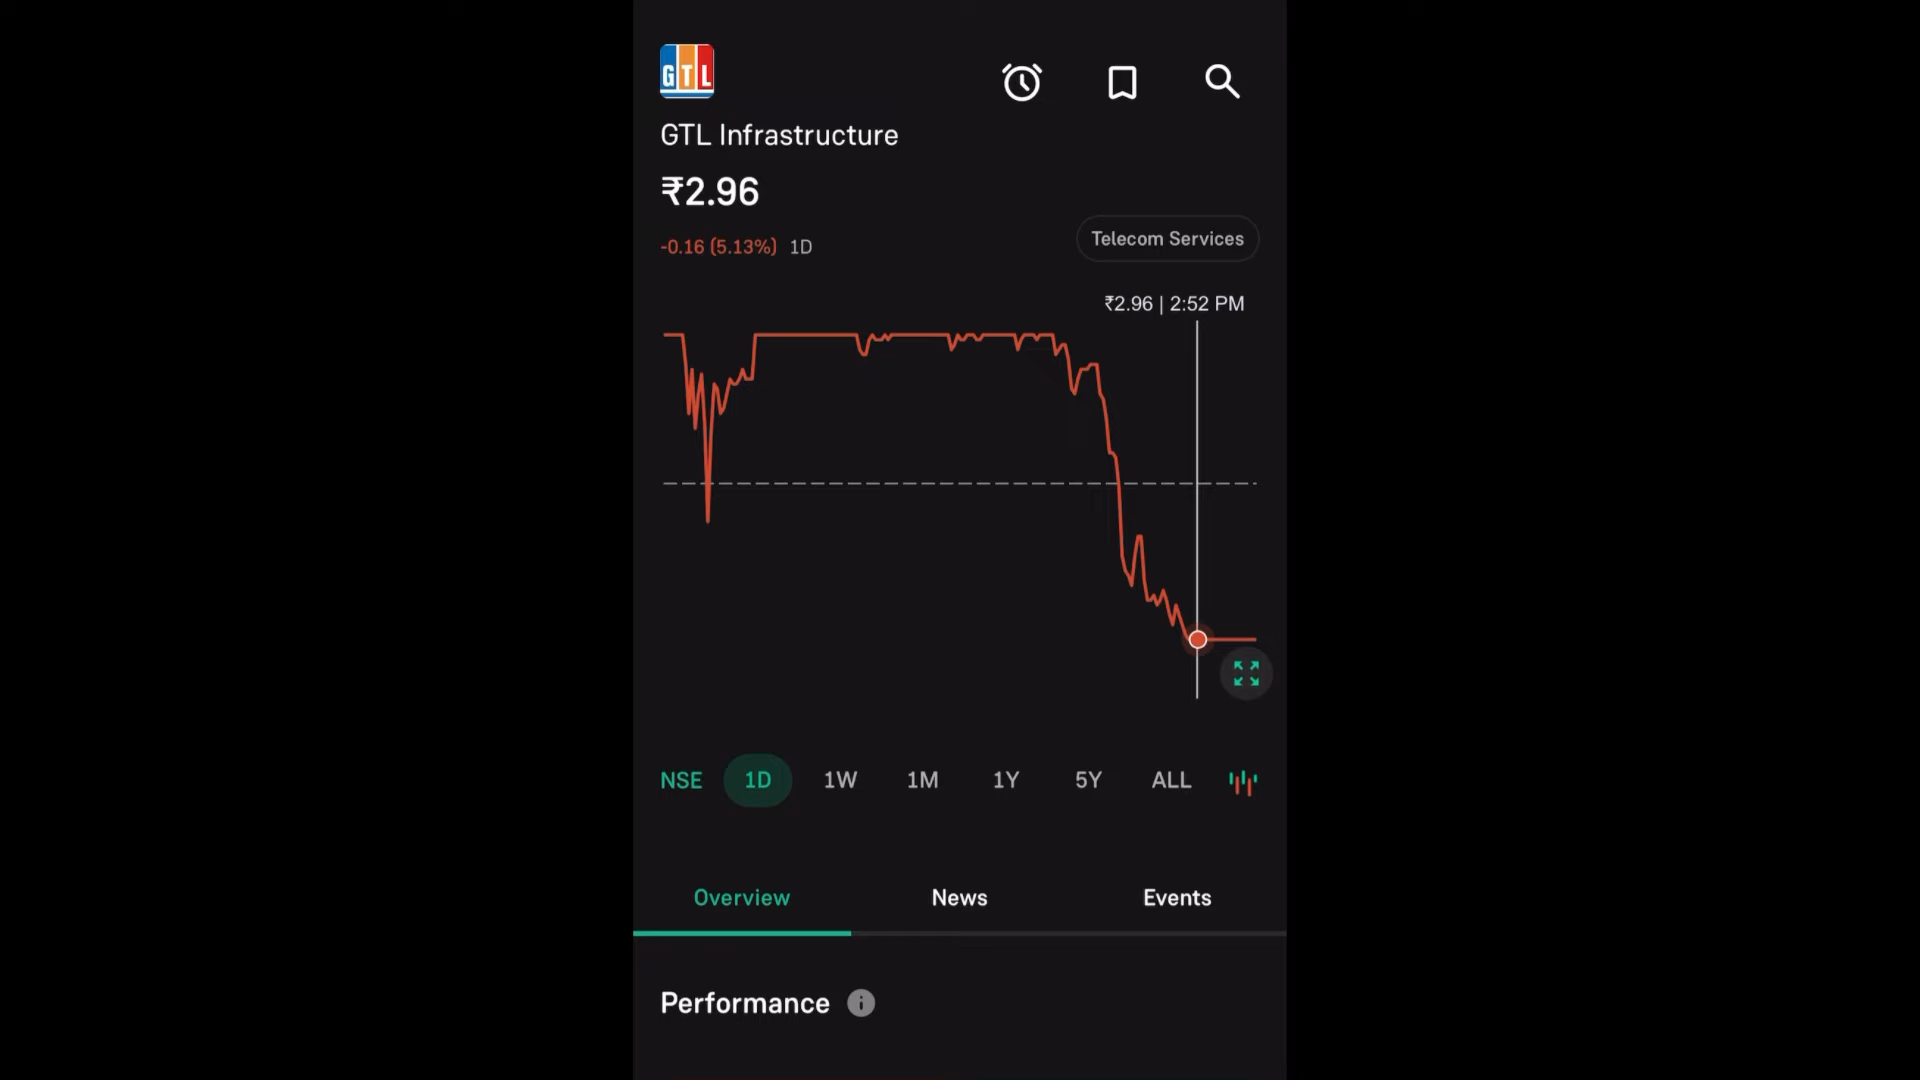 GTL
GTL Infrastructure
₹2.96
-0.16 (5.13%) 1D
Telecom Services
₹2.96 | 2:52 PM
NSE 1D 1W 1M 1Y 5Y ALL
Overview News Events
Performance